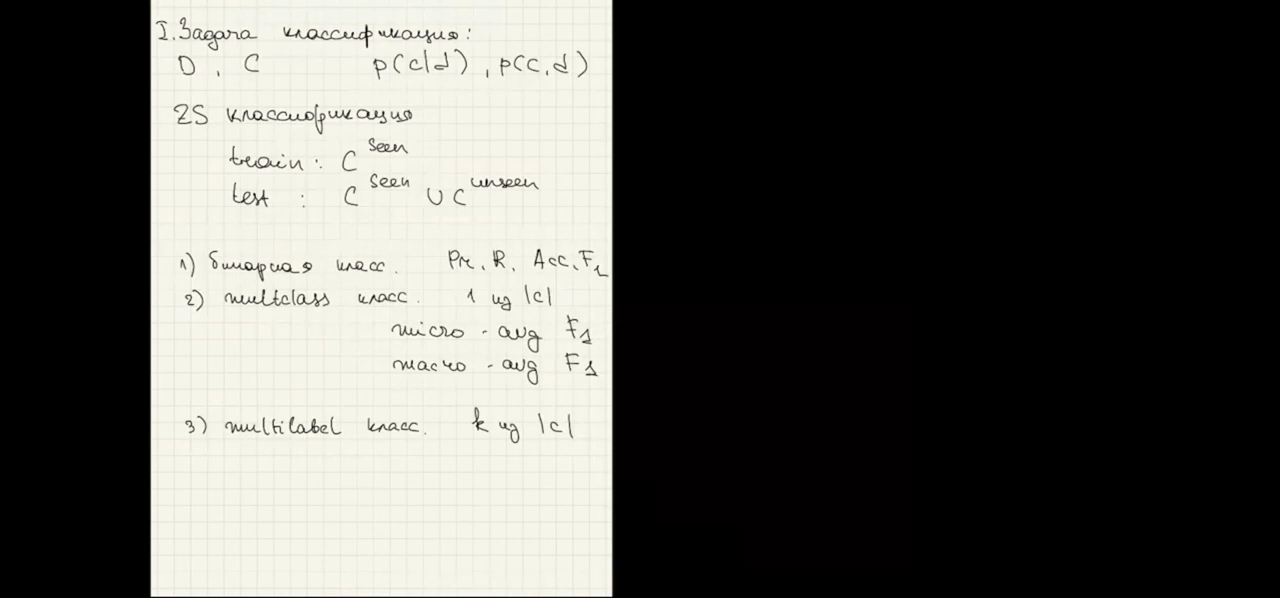 I. Задача классификация:
D, C p(c|d), p(c,d)
ZS классификация
train: C^seen
test : C^seen ∪ C^unseen
1) бинарная класс. Pr, R, Acc, F1
2) multclass класс. 1 из |c|
micro - avg F1
macro - avg F1
3) multilabel класс. k из |c|